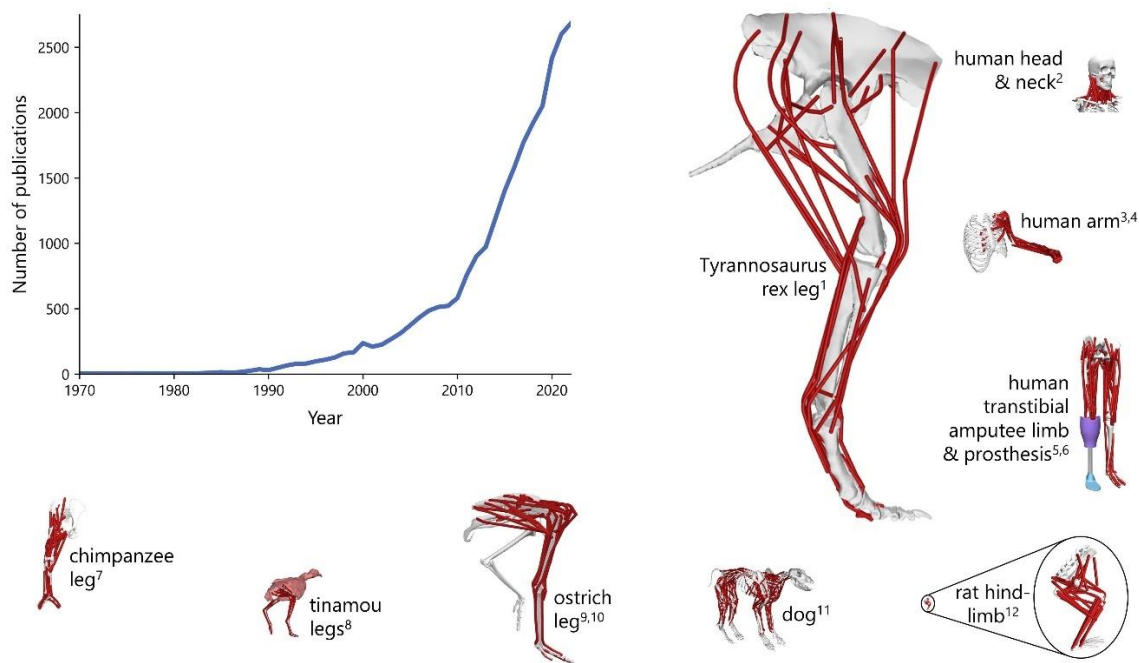 2500
2000
1500
1000
500
0
Number of publications
1970
1980
1990
2000
2010
2020
Year
Tyrannosaurus
rex leg¹
human head
& neck²
human arm³,⁴
human
transtibial
amputee limb
& prosthesis⁵,⁶
chimpanzee
leg⁷
tinamou
legs⁸
ostrich
leg⁹,¹⁰
dog¹¹
rat hind-
limb¹²